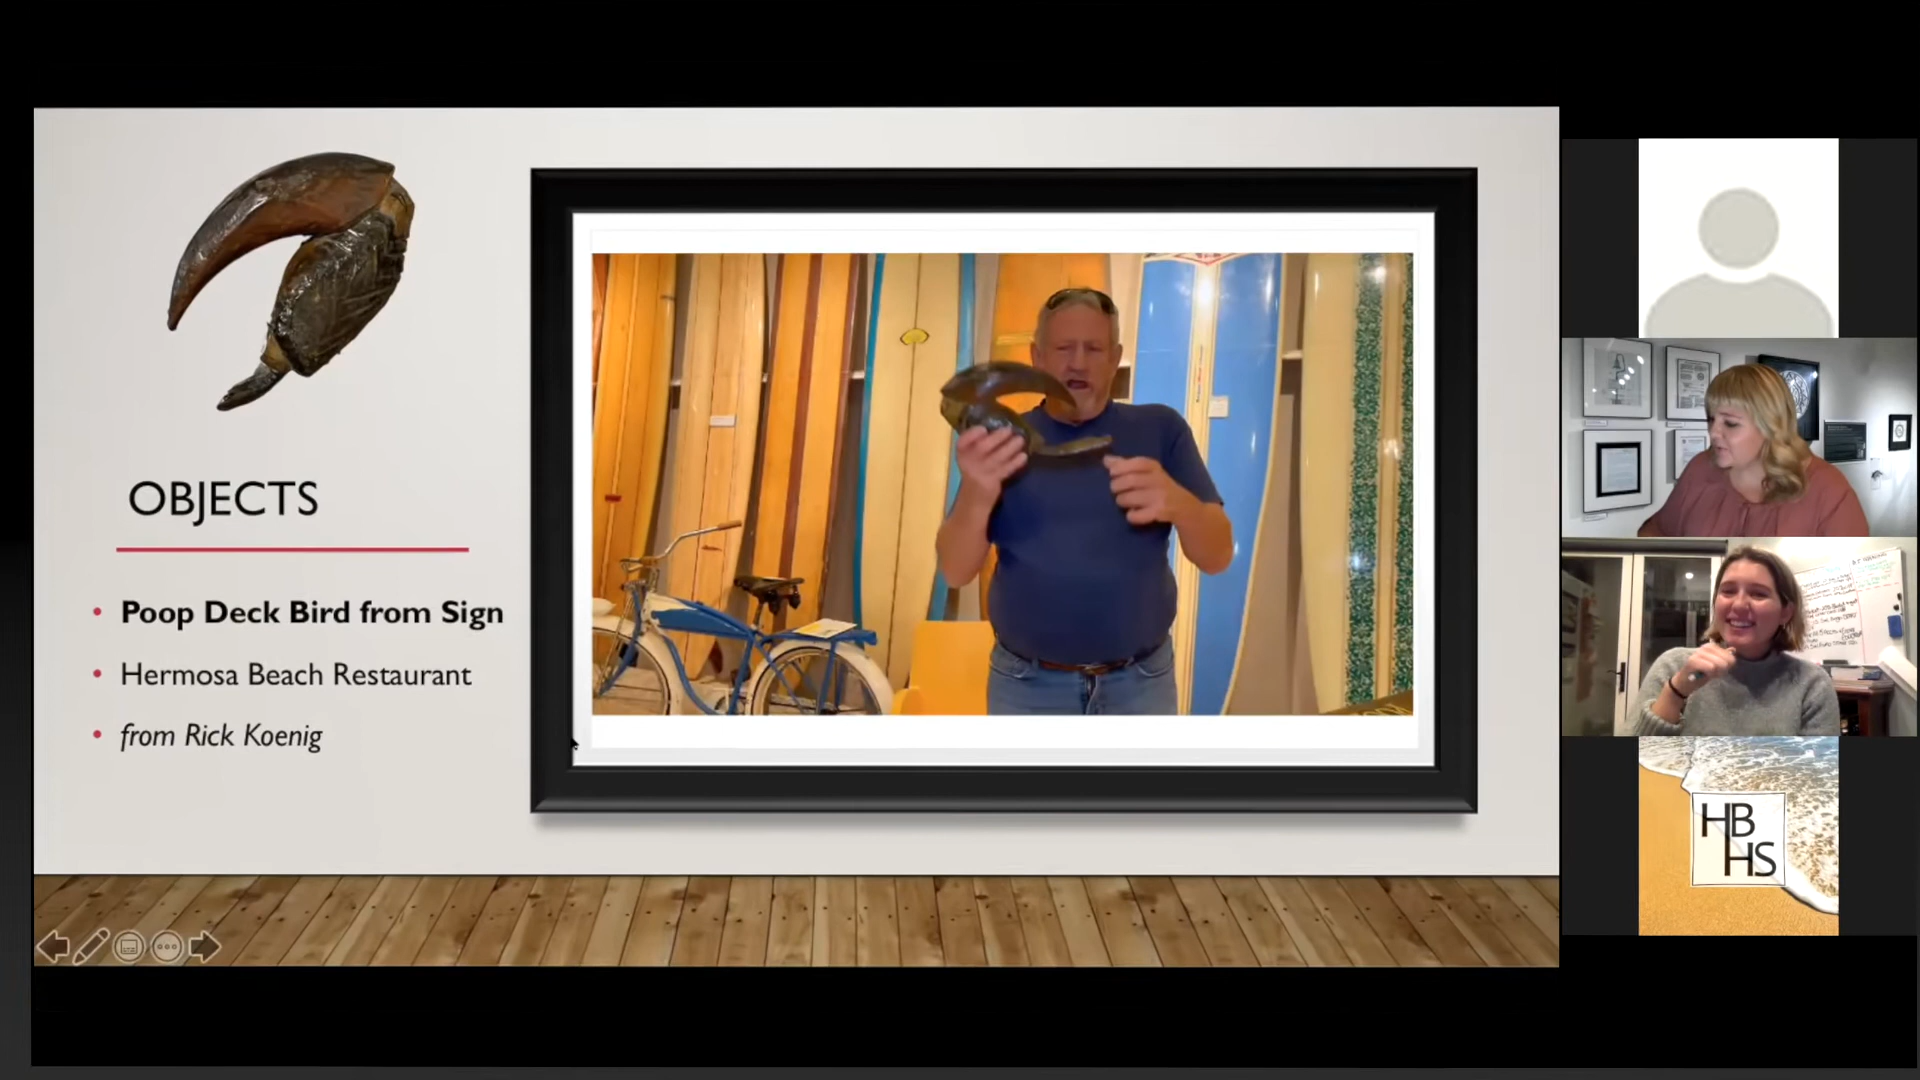 OBJECTS
Poop Deck Bird from Sign
Hermosa Beach Restaurant
from Rick Koenig
HB
HS